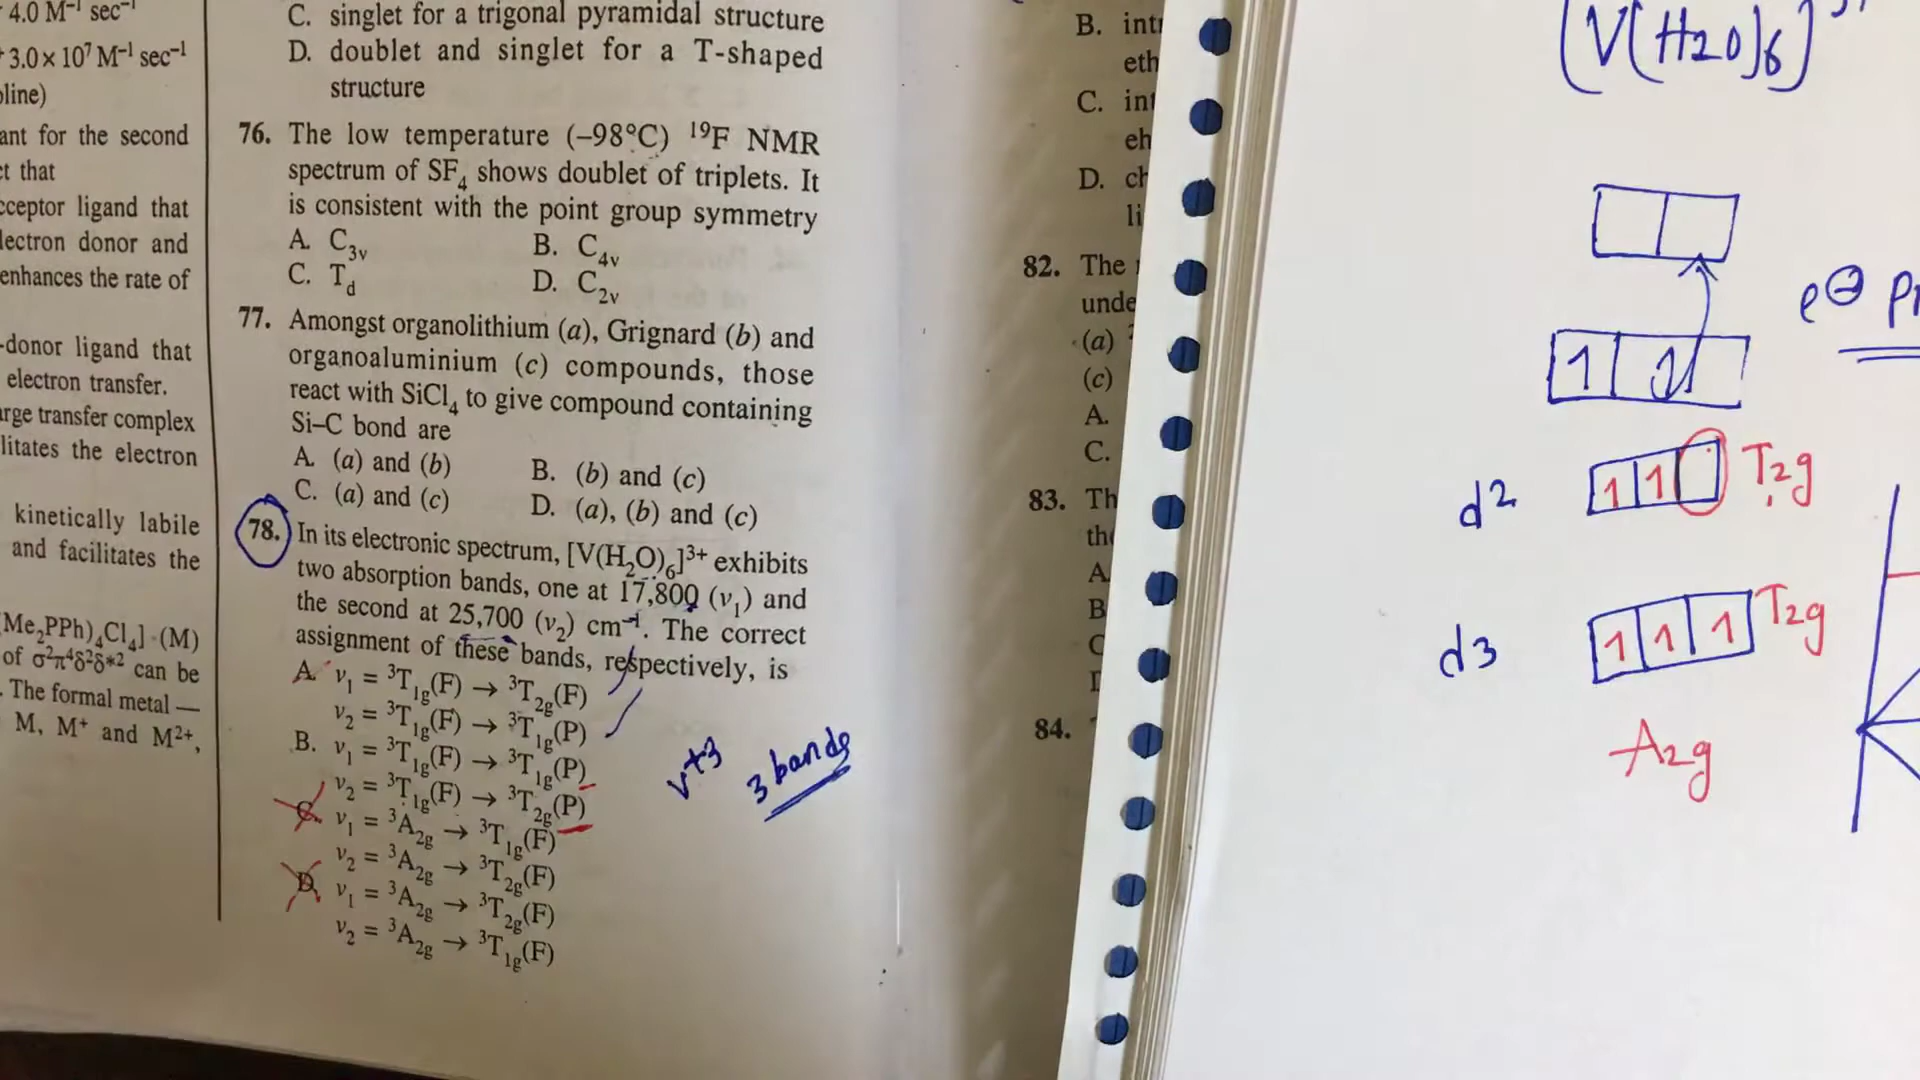 4.0 M⁻¹ sec⁻¹
3.0 × 10⁷ M⁻¹ sec⁻¹
ant for the second
that
cceptor ligand that
lectron donor and
enhances the rate of
-donor ligand that
electron transfer.
arge transfer complex
litates the electron
kinetically labile
and facilitates the
[Me₂PPh)₄Cl₄] (M)
of σ²π⁴δ²δ*² can be
. The formal metal —
M, M⁺ and M²⁺,
C. singlet for a trigonal pyramidal structure
D. doublet and singlet for a T-shaped
structure
76. The low temperature (–98°C) ¹⁹F NMR
spectrum of SF₄ shows doublet of triplets. It
is consistent with the point group symmetry
A. C₃ᵥ B. C₄ᵥ
C. T_d D. C₂ᵥ
77. Amongst organolithium (a), Grignard (b) and
organoaluminium (c) compounds, those
react with SiCl₄ to give compound containing
Si–C bond are
A. (a) and (b) B. (b) and (c)
C. (a) and (c) D. (a), (b) and (c)
78. In its electronic spectrum, [V(H₂O)₆]³⁺ exhibits
two absorption bands, one at 17,800 (ν₁) and
the second at 25,700 (ν₂) cm⁻¹. The correct
assignment of these bands, respectively, is
A. ν₁ = ³T₁g(F) → ³T₂g(F)
ν₂ = ³T₁g(F) → ³T₁g(P)
B. ν₁ = ³T₁g(F) → ³T₁g(P)
ν₂ = ³T₁g(F) → ³T₂g(P)
C. ν₁ = ³A₂g → ³T₁g(F)
ν₂ = ³A₂g → ³T₂g(F)
D. ν₁ = ³A₂g → ³T₂g(F)
ν₂ = ³A₂g → ³T₁g(F)
V+3 3 bands
B.
eth
C.
eh
D.
li
82. The
unde
(a)
(c)
A.
C.
83. Th
the
A
B
C
84.
[V(H2O)6]
1 1
e⊖
d2 1 1 T2g
d3 1 1 1 T2g
A2g